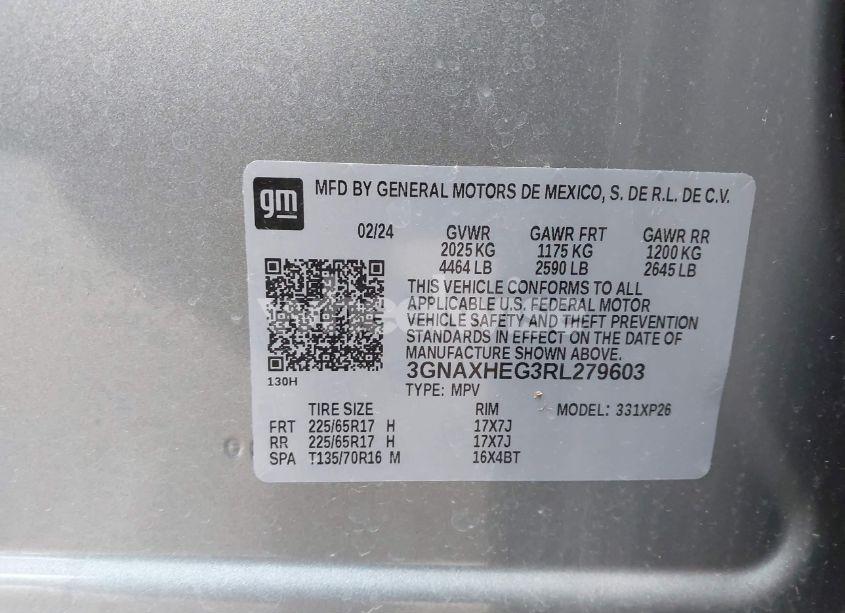 gm
MFD BY GENERAL MOTORS DE MEXICO, S. DE R.L. DE C.V.
02/24 GVWR GAWR FRT GAWR RR
2025 KG 1175 KG 1200 KG
4464 LB 2590 LB 2645 LB
THIS VEHICLE CONFORMS TO ALL
APPLICABLE U.S. FEDERAL MOTOR
VEHICLE SAFETY AND THEFT PREVENTION
STANDARDS IN EFFECT ON THE DATE OF
MANUFACTURE SHOWN ABOVE.
3GNAXHEG3RL279603
130H
TYPE: MPV
TIRE SIZE RIM MODEL: 331XP26
FRT 225/65R17 H 17X7J
RR 225/65R17 H 17X7J
SPA T135/70R16 M 16X4BT